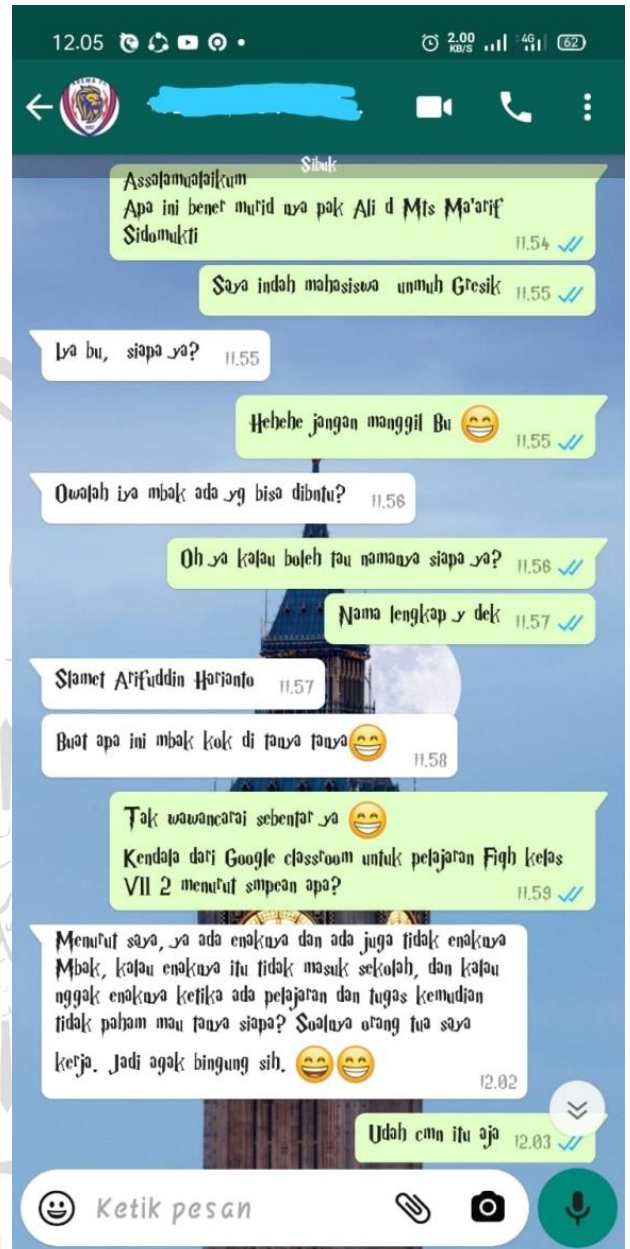 12.05
2.00 KB/S 4G 62
Sibuk
Assalamualaikum
Apa ini bener murid nya pak Ali d Mts Ma'arif
Sidomukti
11.54
Saya indah mahasiswa unmuh Gresik 11.55
Iya bu, siapa ya? 11.55
Hehehe jangan manggil Bu 😁 11.55
Owalah iya mbak ada yg bisa dibntu? 11.56
Oh ya kalau boleh tau namanya siapa ya? 11.56
Nama lengkap y dek 11.57
Slamet Arifuddin Harianto 11.57
Buat apa ini mbak kok di tanya tanya😁 11.58
Tak wawancarai sebentar ya 😁
Kendala dari Google classroom untuk pelajaran Fiqh kelas
VII 2 menurut smpean apa?
11.59
Menurut saya, ya ada enaknya dan ada juga tidak enaknya
Mbak, kalau enaknya itu tidak masuk sekolah, dan kalau
nggak enaknya ketika ada pelajaran dan tugas kemudian
tidak paham mau tanya siapa? Soalnya orang tua saya
kerja. Jadi agak bingung sih. 😄😁
12.02
Udah cmn itu aja 12.03
Ketik pesan